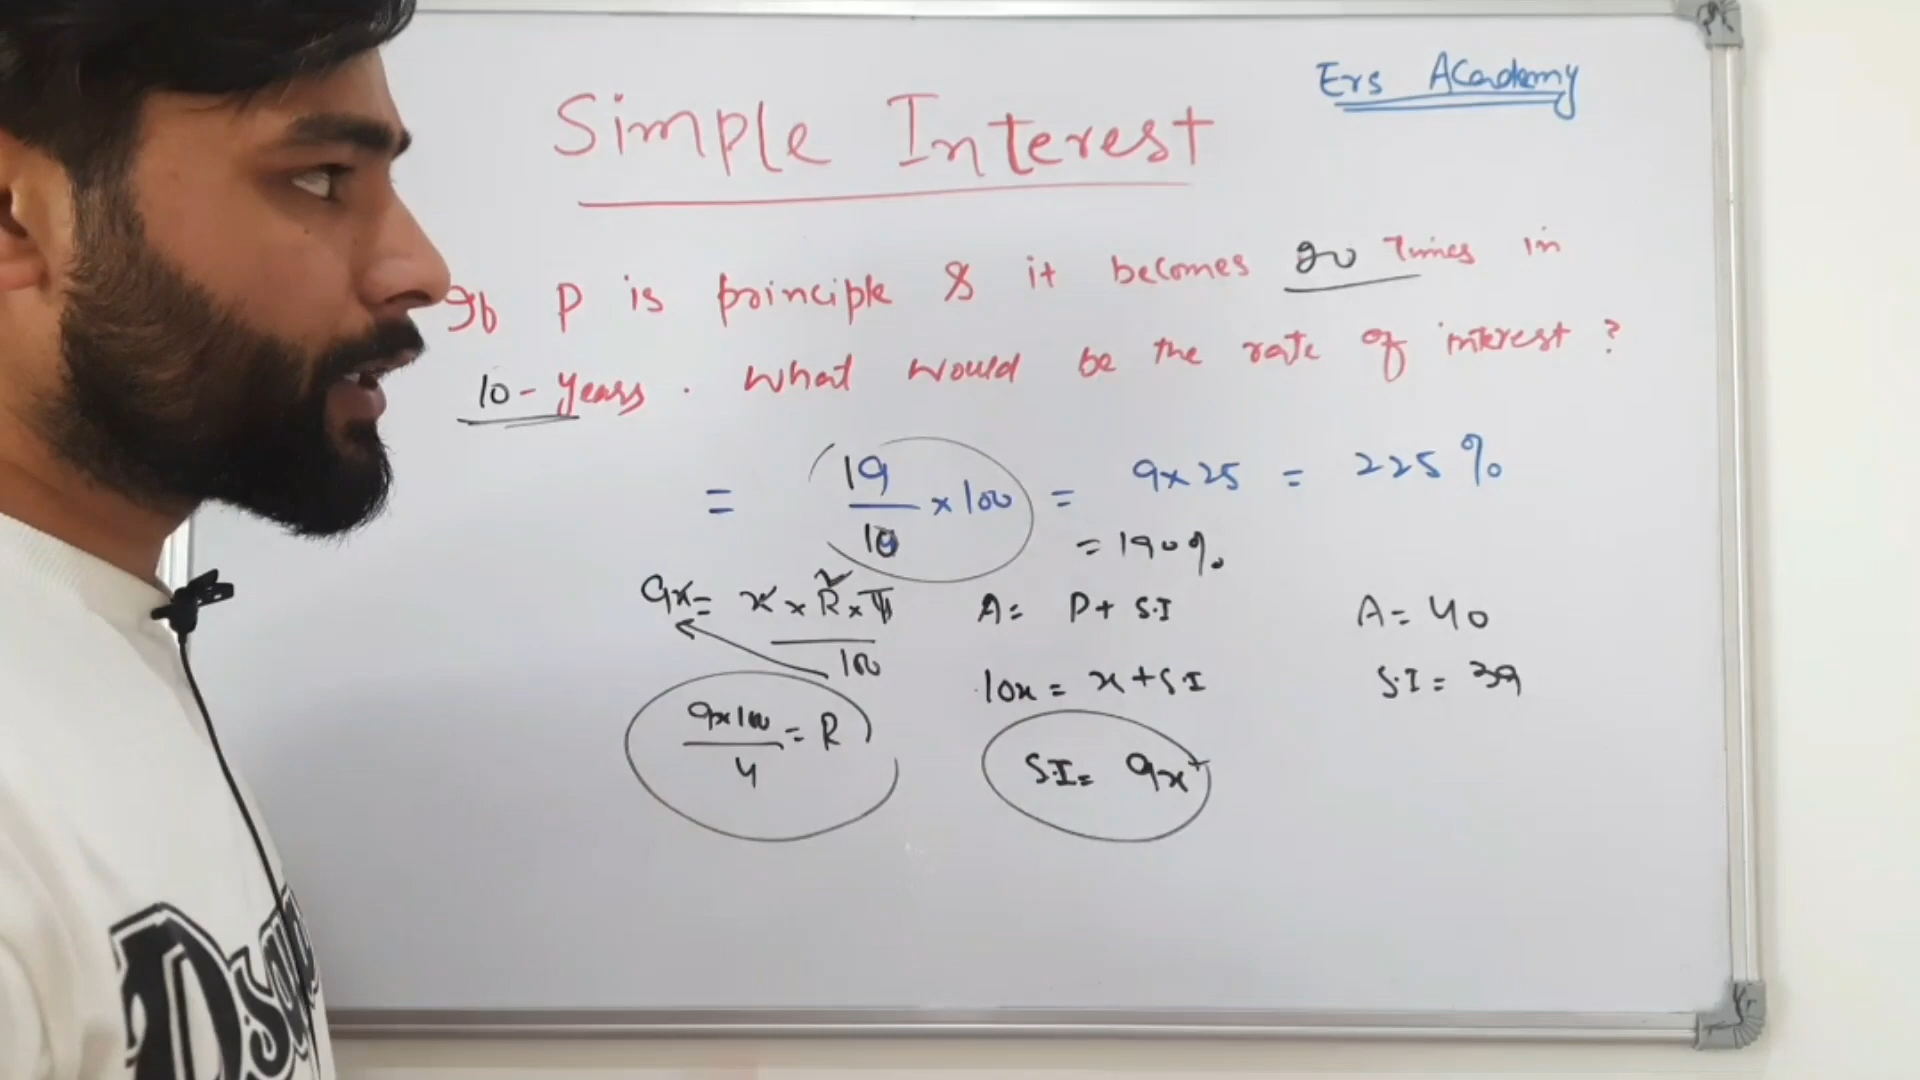 Ers Academy
Simple Interest
If P is principle & it becomes 20 Times in
10-years. What would be the rate of interest?
= 19/10 × 100 = 9×25 = 225%
= 190%
9x = x × R × T / 100
A = P + S.I
A = 40
10x = x + S.I
S.I = 39
9×100/4 = R
S.I = 9x